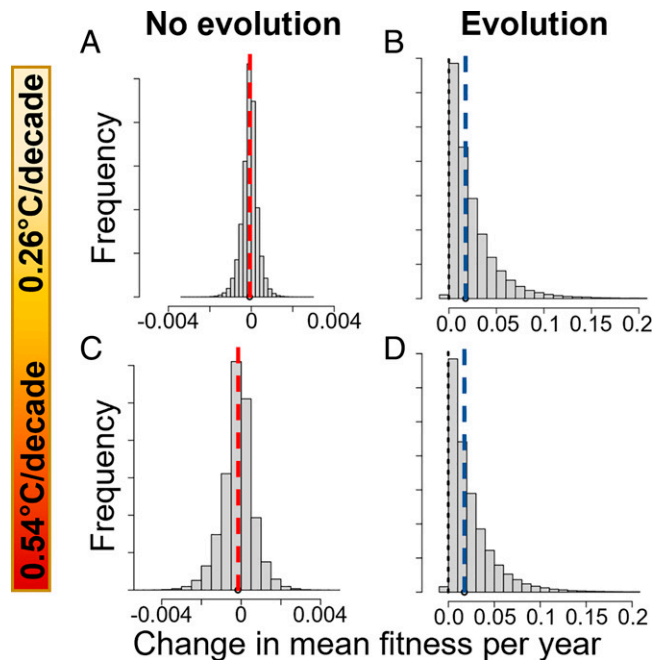 No evolution
Evolution
A
B
0.26°C/decade
Frequency
-0.004 0 0.004
0.0 0.05 0.1 0.15 0.2
C
D
0.54°C/decade
Frequency
-0.004 0 0.004
0.0 0.05 0.1 0.15 0.2
Change in mean fitness per year